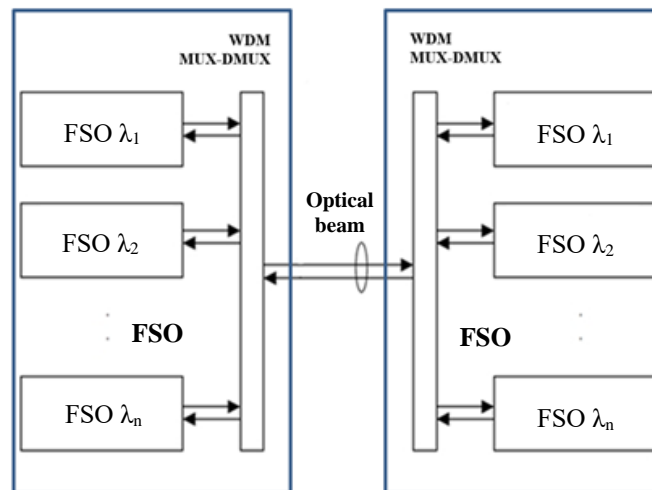 WDM
MUX-DMUX
FSO λ₁
FSO λ₂
FSO
FSO λₙ
Optical
beam
WDM
MUX-DMUX
FSO λ₁
FSO λ₂
FSO
FSO λₙ